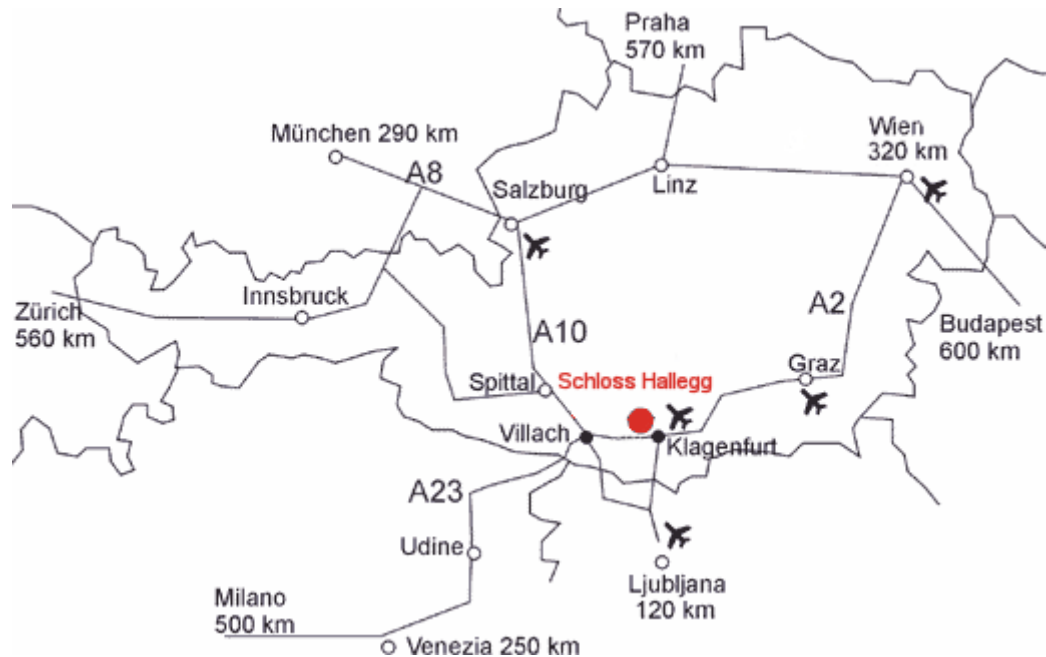 Praha
570 km
München 290 km
Wien
320 km
A8
Salzburg
Linz
Innsbruck
Zürich
560 km
A10
A2
Budapest
600 km
Graz
Spittal
Schloss Hallegg
Villach
Klagenfurt
A23
Udine
Ljubljana
120 km
Milano
500 km
Venezia 250 km